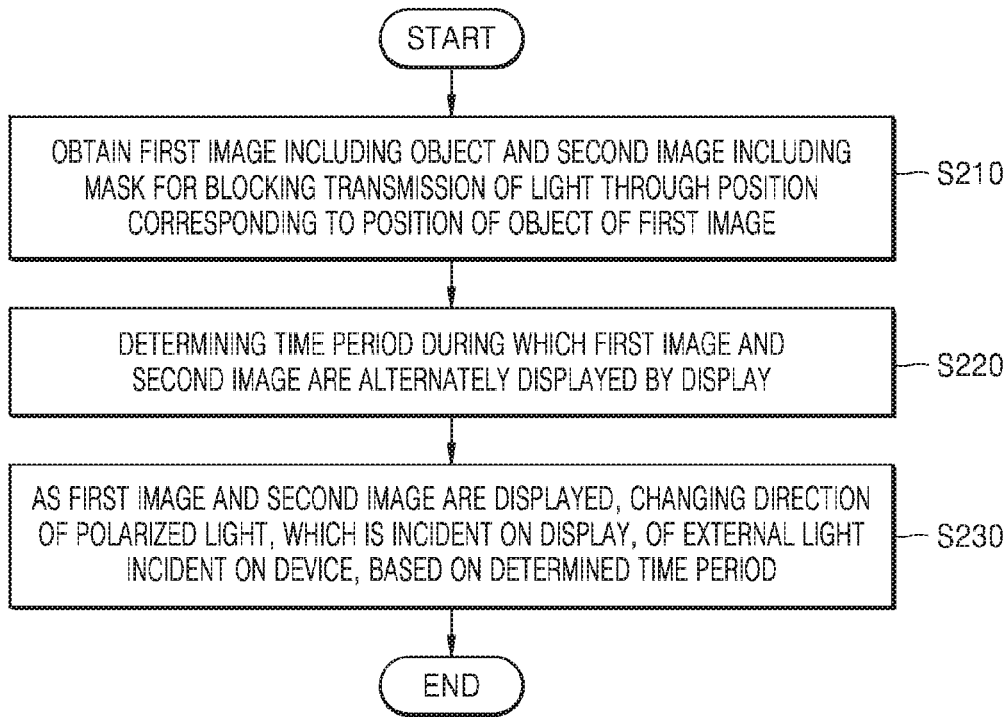 START
OBTAIN FIRST IMAGE INCLUDING OBJECT AND SECOND IMAGE INCLUDING
MASK FOR BLOCKING TRANSMISSION OF LIGHT THROUGH POSITION
CORRESPONDING TO POSITION OF OBJECT OF FIRST IMAGE
S210
DETERMINING TIME PERIOD DURING WHICH FIRST IMAGE AND
SECOND IMAGE ARE ALTERNATELY DISPLAYED BY DISPLAY
S220
AS FIRST IMAGE AND SECOND IMAGE ARE DISPLAYED, CHANGING DIRECTION
OF POLARIZED LIGHT, WHICH IS INCIDENT ON DISPLAY, OF EXTERNAL LIGHT
INCIDENT ON DEVICE, BASED ON DETERMINED TIME PERIOD
S230
END